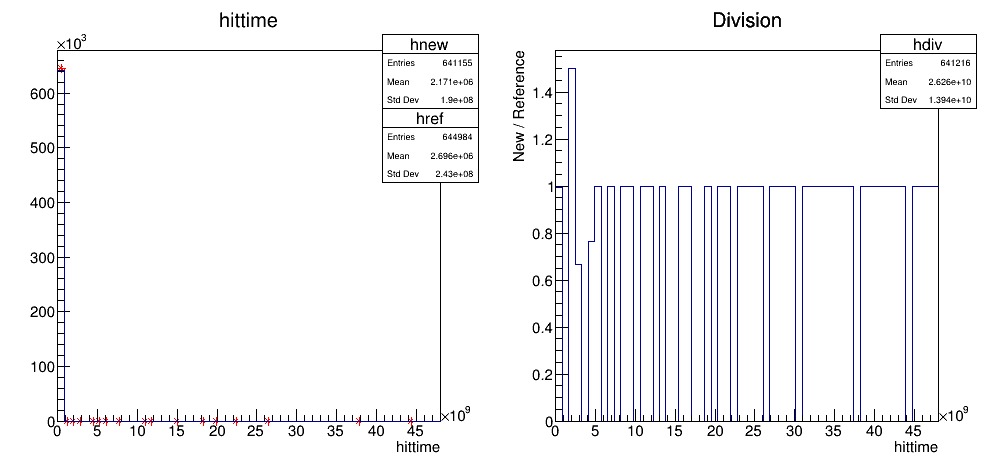 hittime
×10³
hnew
Entries 641155
Mean 2.171e+06
Std Dev 1.9e+08
href
Entries 644984
Mean 2.696e+06
Std Dev 2.43e+08
600
500
400
300
200
100
0
0 5 10 15 20 25 30 35 40 45
×10⁹
hittime
Division
hdiv
Entries 641216
Mean 2.626e+10
Std Dev 1.394e+10
New / Reference
1.4
1.2
1
0.8
0.6
0.4
0.2
0
0 5 10 15 20 25 30 35 40 45
×10⁹
hittime